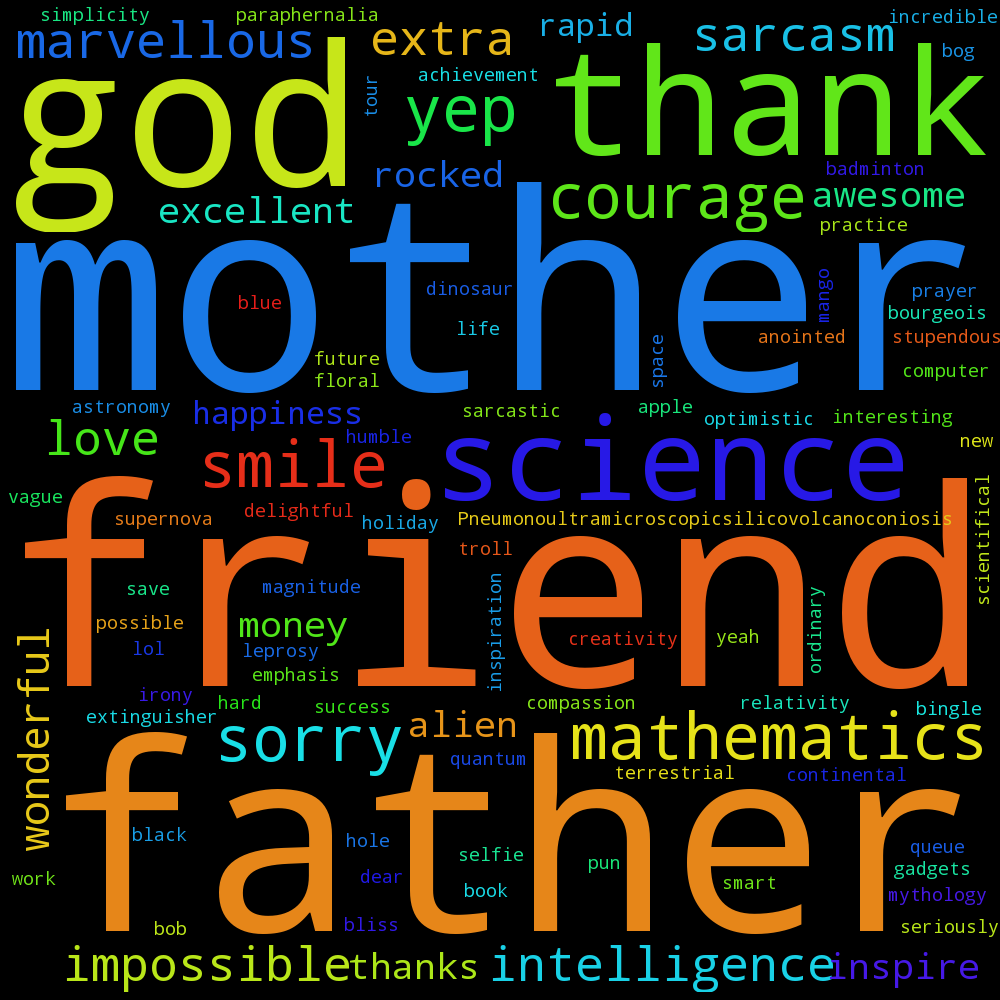 simplicity
paraphernalia
marvellous
extra
rapid
sarcasm
incredible
bog
god
tour
achievement
yep
thank
rocked
badminton
excellent
courage
awesome
practice
mother
blue
dinosaur
life
future
floral
space
mango
anointed
prayer
bourgeois
stupendous
computer
astronomy
happiness
sarcastic
apple
optimistic
interesting
love
humble
smile
science
new
vague
supernova
delightful
holiday
Pneumonoultramicroscopicsilicovolcanoconiosis
scientifical
friend
troll
save
magnitude
inspiration
possible
money
creativity
yeah
ordinary
lol
leprosy
emphasis
wonderful
irony
hard
success
compassion
relativity
bingle
extinguisher
sorry
alien
mathematics
quantum
terrestrial
continental
father
black
hole
selfie
pun
queue
gadgets
work
dear
book
smart
mythology
bob
bliss
seriously
impossible
thanks
intelligence
inspire